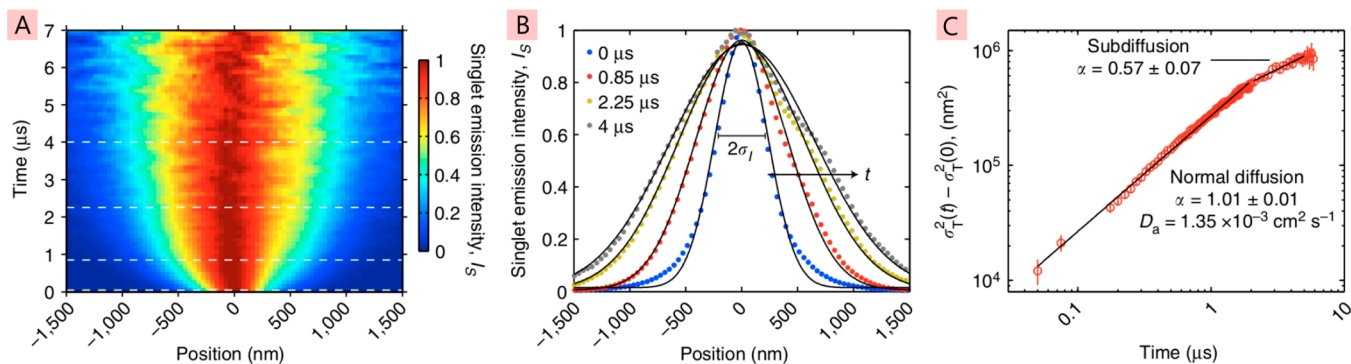 A
7
6
5
4
3
2
1
0
Time (μs)
−1,500
−1,000
−500
0
500
1,000
1,500
Position (nm)
1
0.8
0.6
0.4
0.2
0
Singlet emission intensity, I_S
B
1
0.8
0.6
0.4
0.2
0
Singlet emission intensity, I_S
0 μs
0.85 μs
2.25 μs
4 μs
2σ_I
t
−1,500
−1,000
−500
0
500
1,000
1,500
Position (nm)
C
10⁶
10⁵
10⁴
σ²_T(t) − σ²_T(0), (nm²)
Subdiffusion
α = 0.57 ± 0.07
Normal diffusion
α = 1.01 ± 0.01
D_a = 1.35 ×10⁻³ cm² s⁻¹
0.1
1
10
Time (μs)